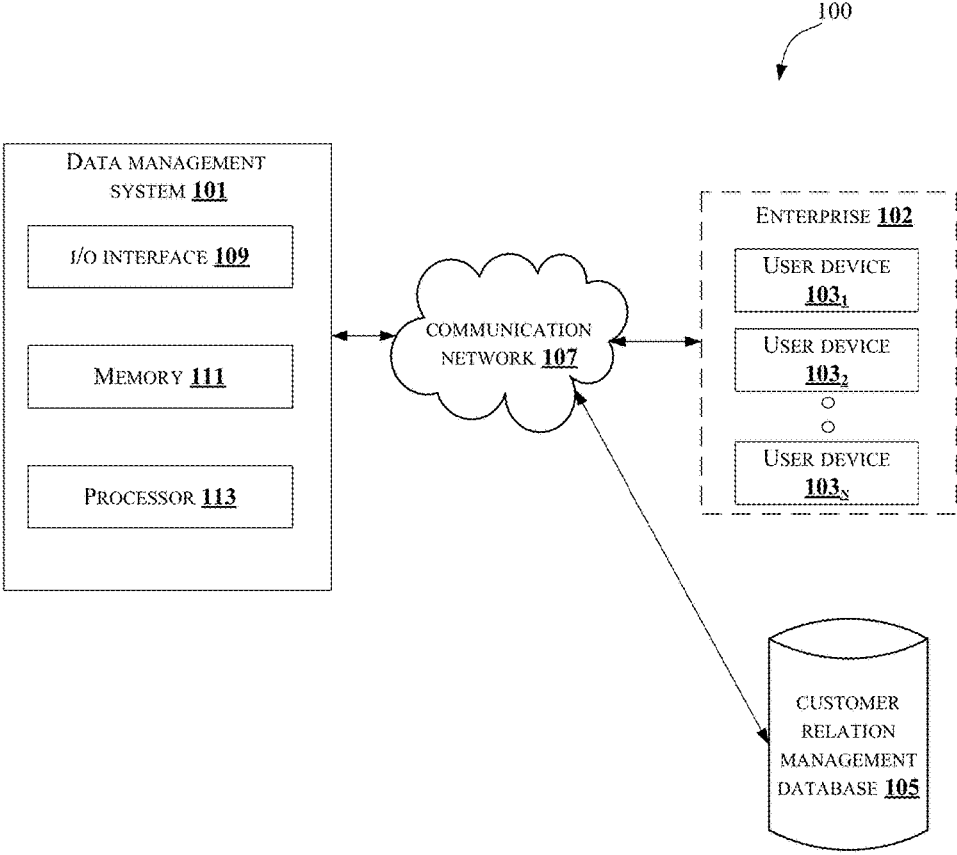 100
DATA MANAGEMENT
SYSTEM 101
I/O INTERFACE 109
MEMORY 111
PROCESSOR 113
COMMUNICATION
NETWORK 107
ENTERPRISE 102
USER DEVICE
103₁
USER DEVICE
103₂
USER DEVICE
103ₙ
CUSTOMER
RELATION
MANAGEMENT
DATABASE 105